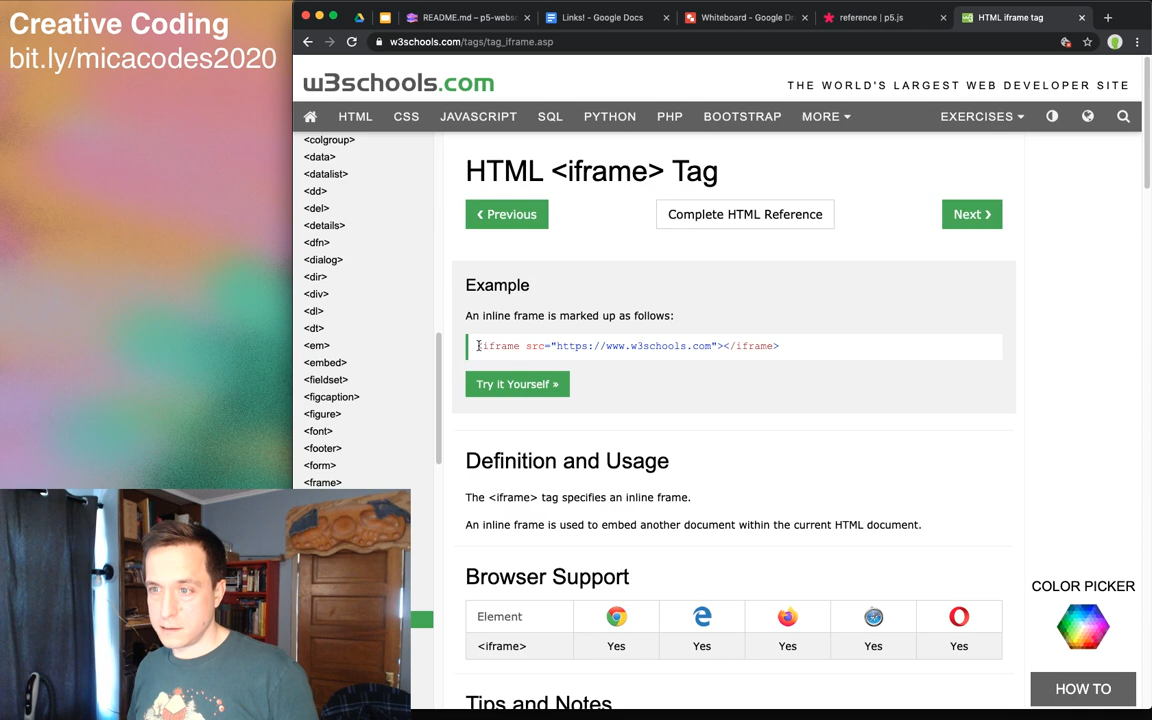 Creative Coding
bit.ly/micacodes2020
README.md – p5-webs
Links! - Google Docs
Whiteboard - Google Dr
reference | p5.js
HTML iframe tag
w3schools.com/tags/tag_iframe.asp
w3schools.com
THE WORLD'S LARGEST WEB DEVELOPER SITE
HTML CSS JAVASCRIPT SQL PYTHON PHP BOOTSTRAP MORE EXERCISES
<colgroup>
<data>
<datalist>
<dd>
<del>
<details>
<dfn>
<dialog>
<dir>
<div>
<dl>
<dt>
<em>
<embed>
<fieldset>
<figcaption>
<figure>
<font>
<footer>
<form>
<frame>
HTML <iframe> Tag
❮ Previous
Complete HTML Reference
Next ❯
Example
An inline frame is marked up as follows:
<iframe src="https://www.w3schools.com"></iframe>
Try it Yourself »
Definition and Usage
The <iframe> tag specifies an inline frame.
An inline frame is used to embed another document within the current HTML document.
Browser Support
Element
<iframe> Yes Yes Yes Yes Yes
Tips and Notes
COLOR PICKER
HOW TO